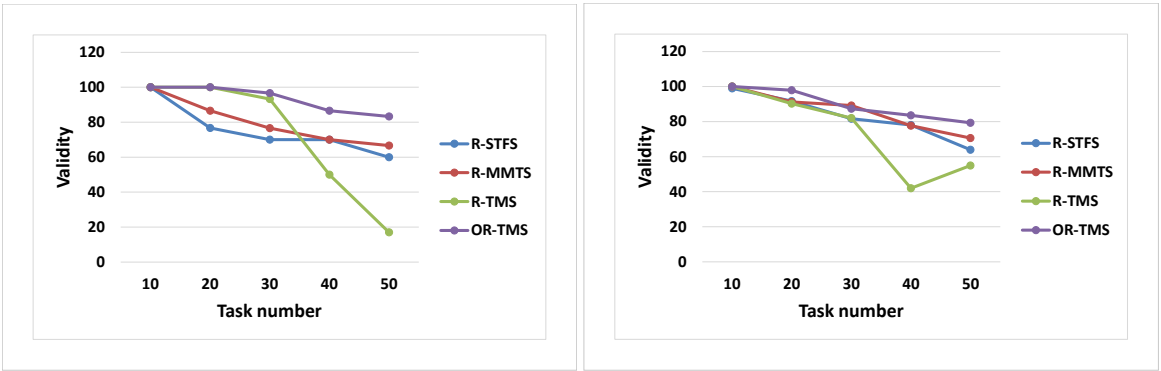 120
100
80
60
40
20
0
Validity
10 20 30 40 50
Task number
R-STFS
R-MMTS
R-TMS
OR-TMS
120
100
80
60
40
20
0
Validity
10 20 30 40 50
Task number
R-STFS
R-MMTS
R-TMS
OR-TMS